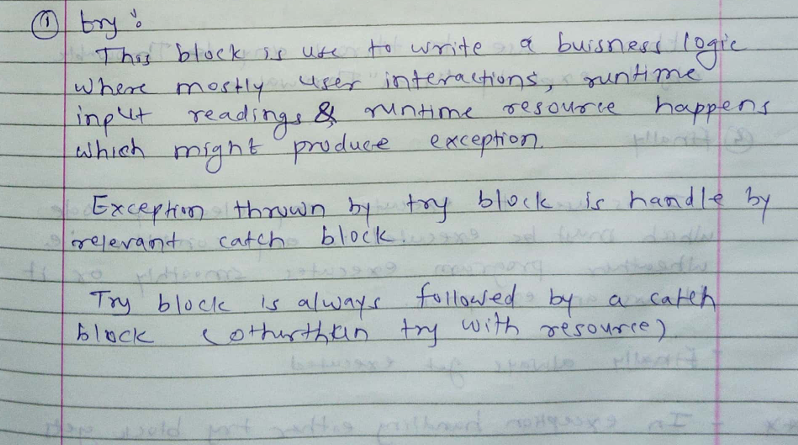 ① try :
This block is use to write a buisness logic
where mostly user interactions, runtime
input readings & runtime resource happens
which might produce exception.
Exception thrown by try block is handle by
relevant catch block.
Try block is always followed by a catch
block (otherthan try with resource)